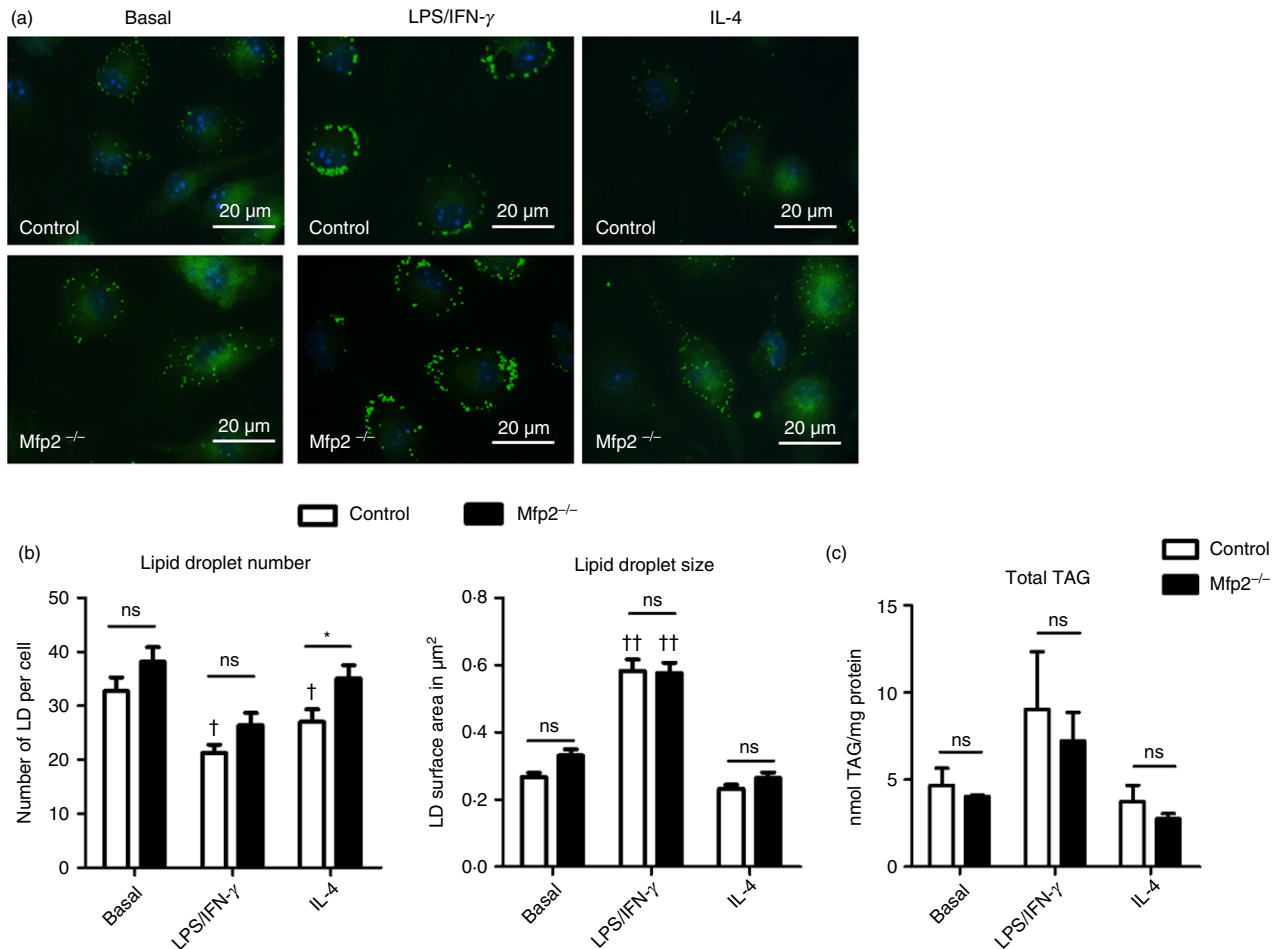 (a) Basal LPS/IFN-γ IL-4
Control 20 µm Control 20 µm Control 20 µm
Mfp2 −/− 20 µm Mfp2 −/− 20 µm Mfp2 −/− 20 µm
Control Mfp2−/−
(b) Lipid droplet number
50
40
30
20
10
0
Number of LD per cell
ns
ns
*
†
†
Basal
LPS/IFN-γ
IL-4
Lipid droplet size
0·8
0·6
0·4
0·2
0·0
LD surface area in µm2
ns
ns
ns
†† ††
Basal
LPS/IFN-γ
IL-4
(c)
Control
Mfp2−/−
Total TAG
15
10
5
0
nmol TAG/mg protein
ns
ns
ns
Basal
LPS/IFN-γ
IL-4